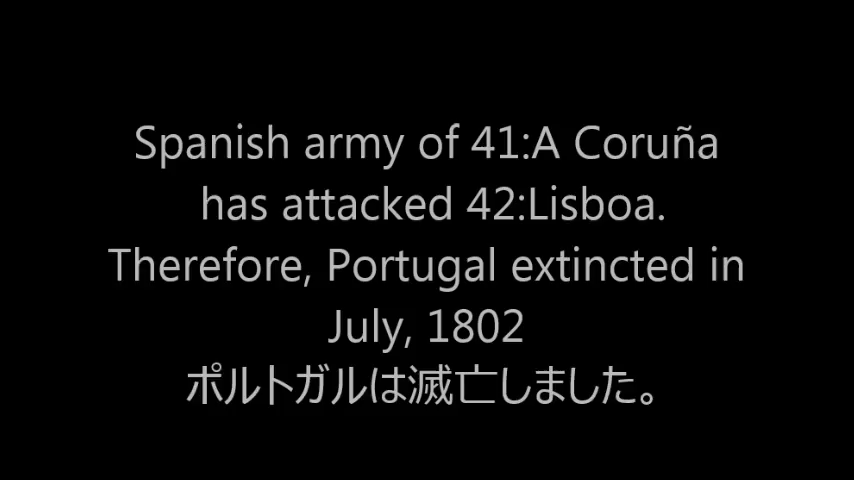 Spanish army of 41:A Coruña
has attacked 42:Lisboa.
Therefore, Portugal extincted in
July, 1802
ポルトガルは滅亡しました。